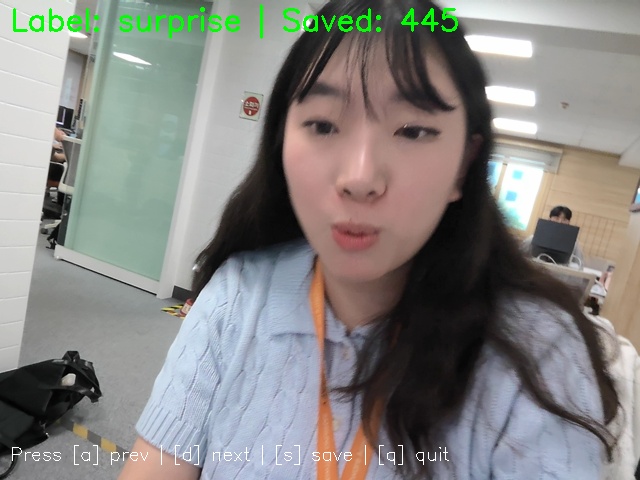 Label: surprise | Saved: 445
Press [a] prev | [d] next | [s] save | [q] quit